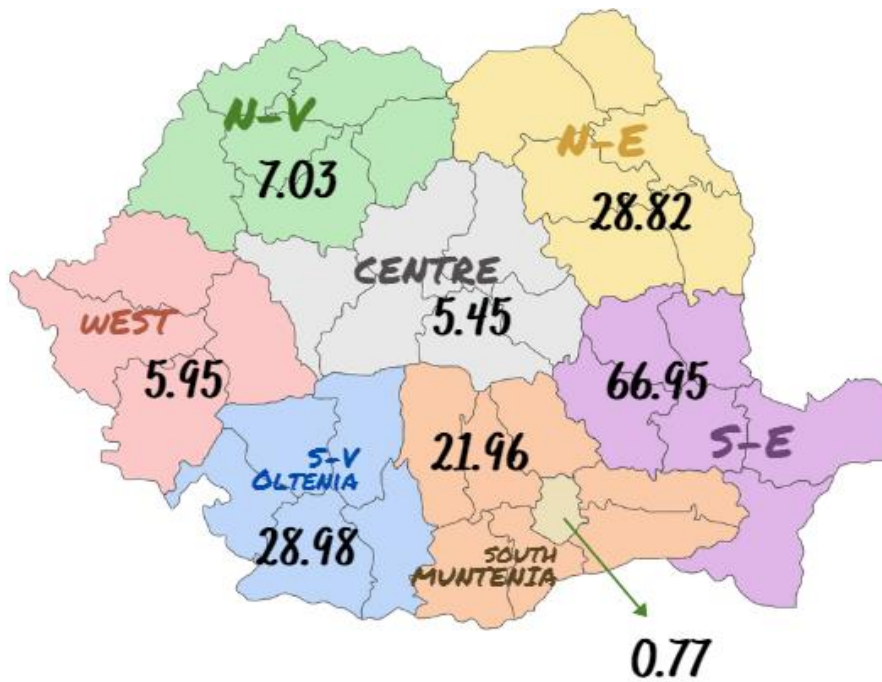 N-V
7.03
N-E
28.82
CENTRE
5.45
WEST
5.95
66.95
S-E
21.96
S-V
OLTENIA
28.98
SOUTH
MUNTENIA
0.77